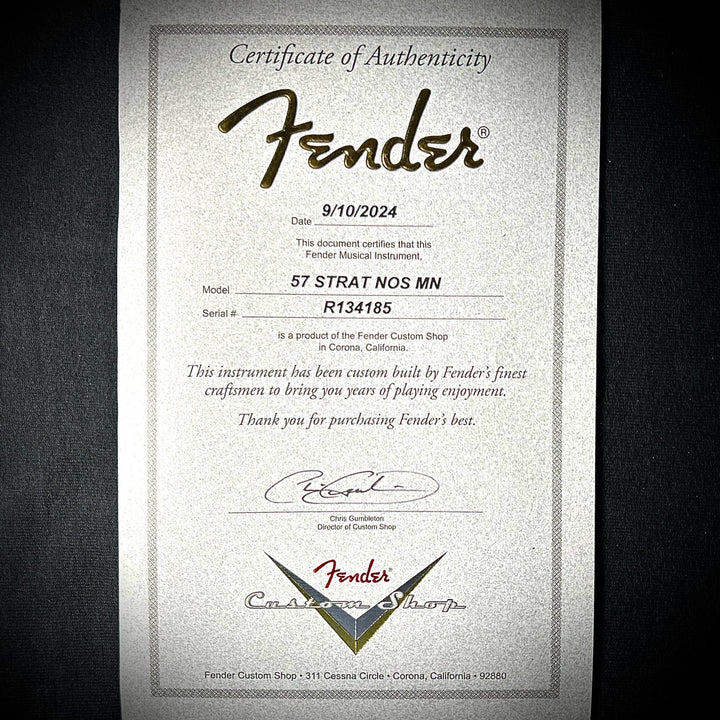 Certificate of Authenticity
Fender®
Date 9/10/2024
This document certifies that this
Fender Musical Instrument,
Model 57 STRAT NOS MN
Serial # R134185
is a product of the Fender Custom Shop
in Corona, California.
This instrument has been custom built by Fender's finest
craftsmen to bring you years of playing enjoyment.
Thank you for purchasing Fender's best.
Chris Gumbleton
Director of Custom Shop
Fender®
Custom Shop
Fender Custom Shop • 311 Cessna Circle • Corona, California • 92880